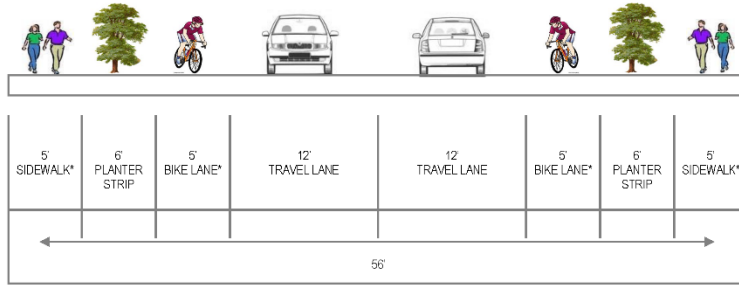 5'
SIDEWALK*
6'
PLANTER
STRIP
5'
BIKE LANE*
12'
TRAVEL LANE
12'
TRAVEL LANE
5'
BIKE LANE*
6'
PLANTER
STRIP
5'
SIDEWALK*
56'